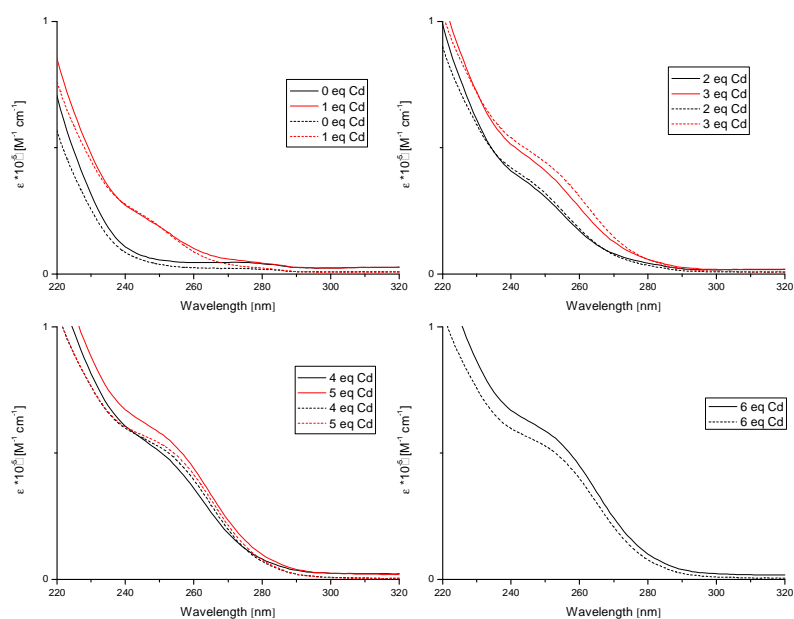 1
0
220 240 260 280 300 320
ε *10⁻⁵□ [M⁻¹ cm⁻¹]
Wavelength [nm]
0 eq Cd
1 eq Cd
0 eq Cd
1 eq Cd
1
0
220 240 260 280 300 320
ε *10⁻⁵□ [M⁻¹ cm⁻¹]
Wavelength [nm]
2 eq Cd
3 eq Cd
2 eq Cd
3 eq Cd
1
0
220 240 260 280 300 320
ε *10⁻⁵□ [M⁻¹ cm⁻¹]
Wavelength [nm]
4 eq Cd
5 eq Cd
4 eq Cd
5 eq Cd
1
0
220 240 260 280 300 320
ε *10⁻⁵□ [M⁻¹ cm⁻¹]
Wavelength [nm]
6 eq Cd
6 eq Cd